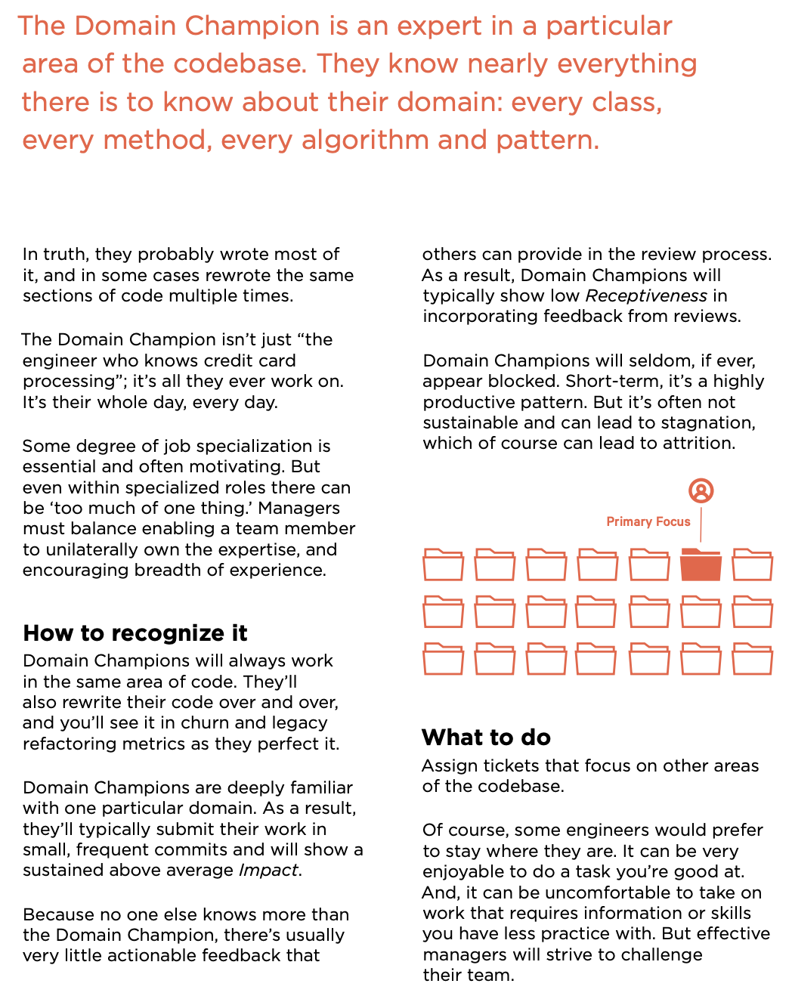 The Domain Champion is an expert in a particular
area of the codebase. They know nearly everything
there is to know about their domain: every class,
every method, every algorithm and pattern.
In truth, they probably wrote most of
it, and in some cases rewrote the same
sections of code multiple times.
The Domain Champion isn’t just “the
engineer who knows credit card
processing”; it’s all they ever work on.
It’s their whole day, every day.
Some degree of job specialization is
essential and often motivating. But
even within specialized roles there can
be ‘too much of one thing.’ Managers
must balance enabling a team member
to unilaterally own the expertise, and
encouraging breadth of experience.
How to recognize it
Domain Champions will always work
in the same area of code. They’ll
also rewrite their code over and over,
and you’ll see it in churn and legacy
refactoring metrics as they perfect it.
Domain Champions are deeply familiar
with one particular domain. As a result,
they’ll typically submit their work in
small, frequent commits and will show a
sustained above average Impact.
Because no one else knows more than
the Domain Champion, there’s usually
very little actionable feedback that
others can provide in the review process.
As a result, Domain Champions will
typically show low Receptiveness in
incorporating feedback from reviews.
Domain Champions will seldom, if ever,
appear blocked. Short-term, it’s a highly
productive pattern. But it’s often not
sustainable and can lead to stagnation,
which of course can lead to attrition.
Primary Focus
What to do
Assign tickets that focus on other areas
of the codebase.
Of course, some engineers would prefer
to stay where they are. It can be very
enjoyable to do a task you’re good at.
And, it can be uncomfortable to take on
work that requires information or skills
you have less practice with. But effective
managers will strive to challenge
their team.